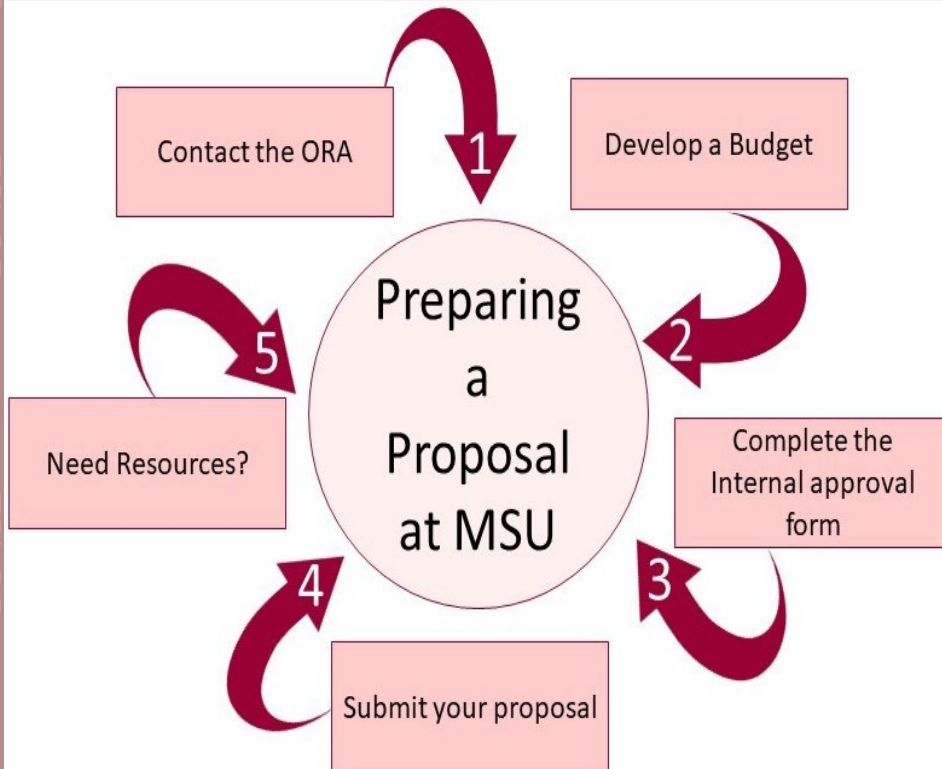 Contact the ORA
1
Develop a Budget
2
Preparing
a
Proposal
at MSU
Complete the
Internal approval
form
3
Submit your proposal
4
Need Resources?
5